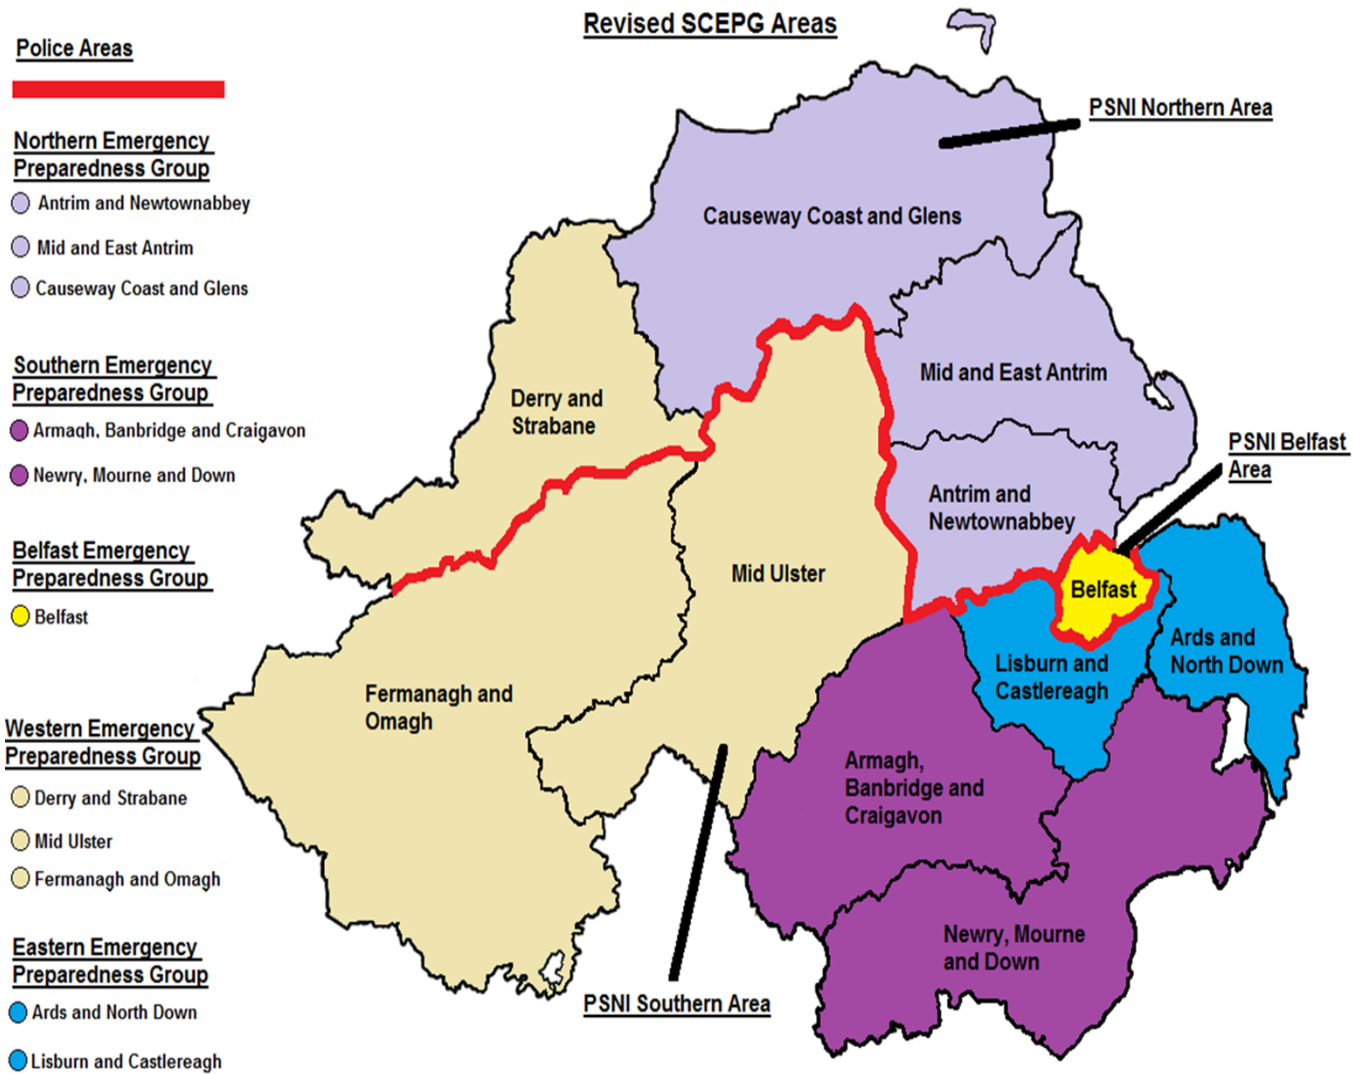 Revised SCEPG Areas
Police Areas
Northern Emergency
Preparedness Group
Antrim and Newtownabbey
Mid and East Antrim
Causeway Coast and Glens
Southern Emergency
Preparedness Group
Armagh, Banbridge and Craigavon
Newry, Mourne and Down
Belfast Emergency
Preparedness Group
Belfast
Western Emergency
Preparedness Group
Derry and Strabane
Mid Ulster
Fermanagh and Omagh
Eastern Emergency
Preparedness Group
Ards and North Down
Lisburn and Castlereagh
PSNI Northern Area
Causeway Coast and Glens
Mid and East Antrim
Derry and
Strabane
PSNI Belfast
Area
Antrim and
Newtownabbey
Mid Ulster
Belfast
Ards and
North Down
Lisburn and
Castlereagh
Fermanagh and
Omagh
Armagh,
Banbridge and
Craigavon
Newry, Mourne
and Down
PSNI Southern Area